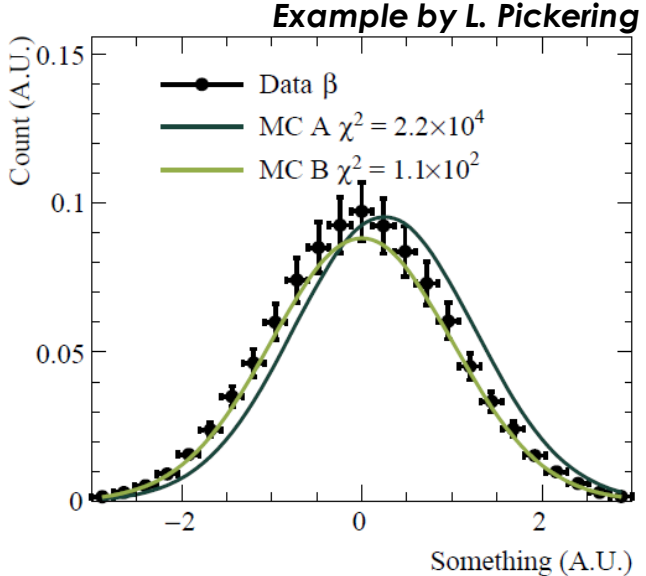 Example by L. Pickering
Count (A.U.)
0.15
0.1
0.05
0
Data β
MC A χ² = 2.2×10⁴
MC B χ² = 1.1×10²
−2
0
2
Something (A.U.)